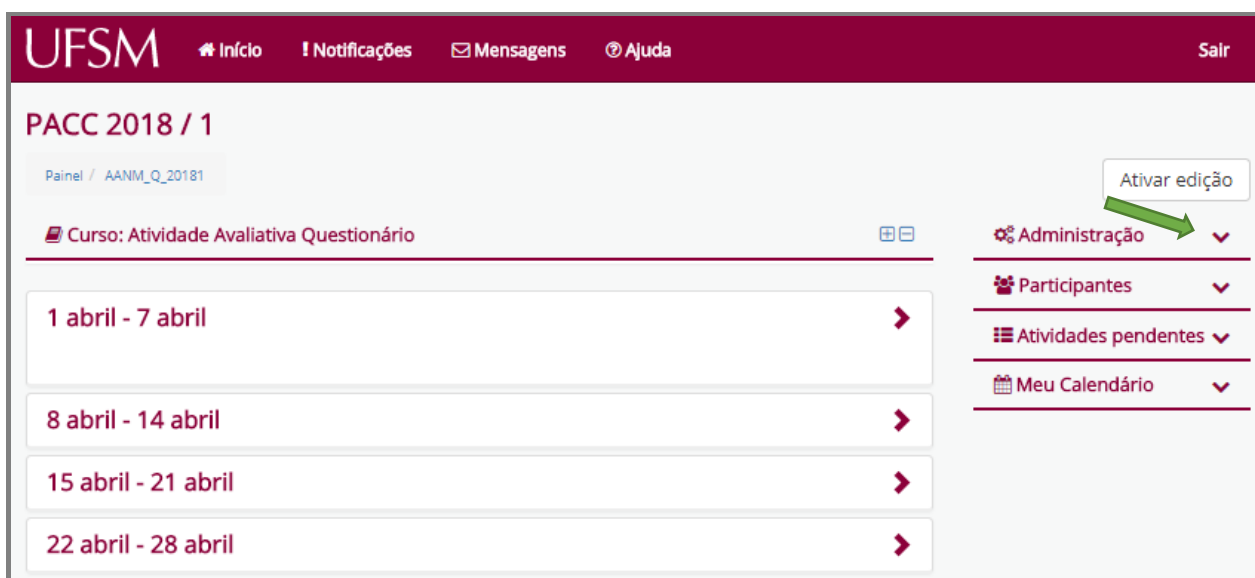 UFSM Início Notificações Mensagens Ajuda Sair
PACC 2018 / 1
Painel / AANM_Q_20181
Ativar edição
Curso: Atividade Avaliativa Questionário
Administração
Participantes
Atividades pendentes
Meu Calendário
1 abril - 7 abril
8 abril - 14 abril
15 abril - 21 abril
22 abril - 28 abril